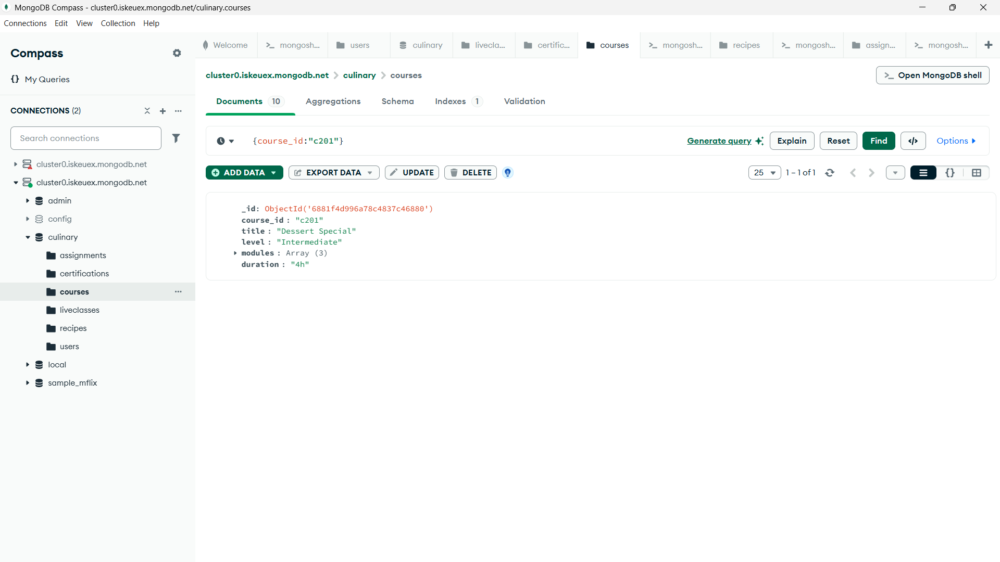 MongoDB Compass - cluster0.iskeuex.mongodb.net/culinary.courses
Connections Edit View Collection Help
Compass
Welcome
mongosh...
users
culinary
livecla...
certific...
courses
mongosh...
recipes
mongosh...
assign...
mongosh...
{} My Queries
CONNECTIONS (2)
Search connections
cluster0.iskeuex.mongodb.net
cluster0.iskeuex.mongodb.net
admin
config
culinary
assignments
certifications
courses
liveclasses
recipes
users
local
sample_mflix
cluster0.iskeuex.mongodb.net > culinary > courses
>_ Open MongoDB shell
Documents 10 Aggregations Schema Indexes 1 Validation
{course_id:"c201"}
Generate query Explain Reset Find </> Options
ADD DATA EXPORT DATA UPDATE DELETE
25 1 – 1 of 1 {}
_id: ObjectId('6881f4d996a78c4837c46880')
course_id : "c201"
title : "Dessert Special"
level : "Intermediate"
modules : Array (3)
duration : "4h"